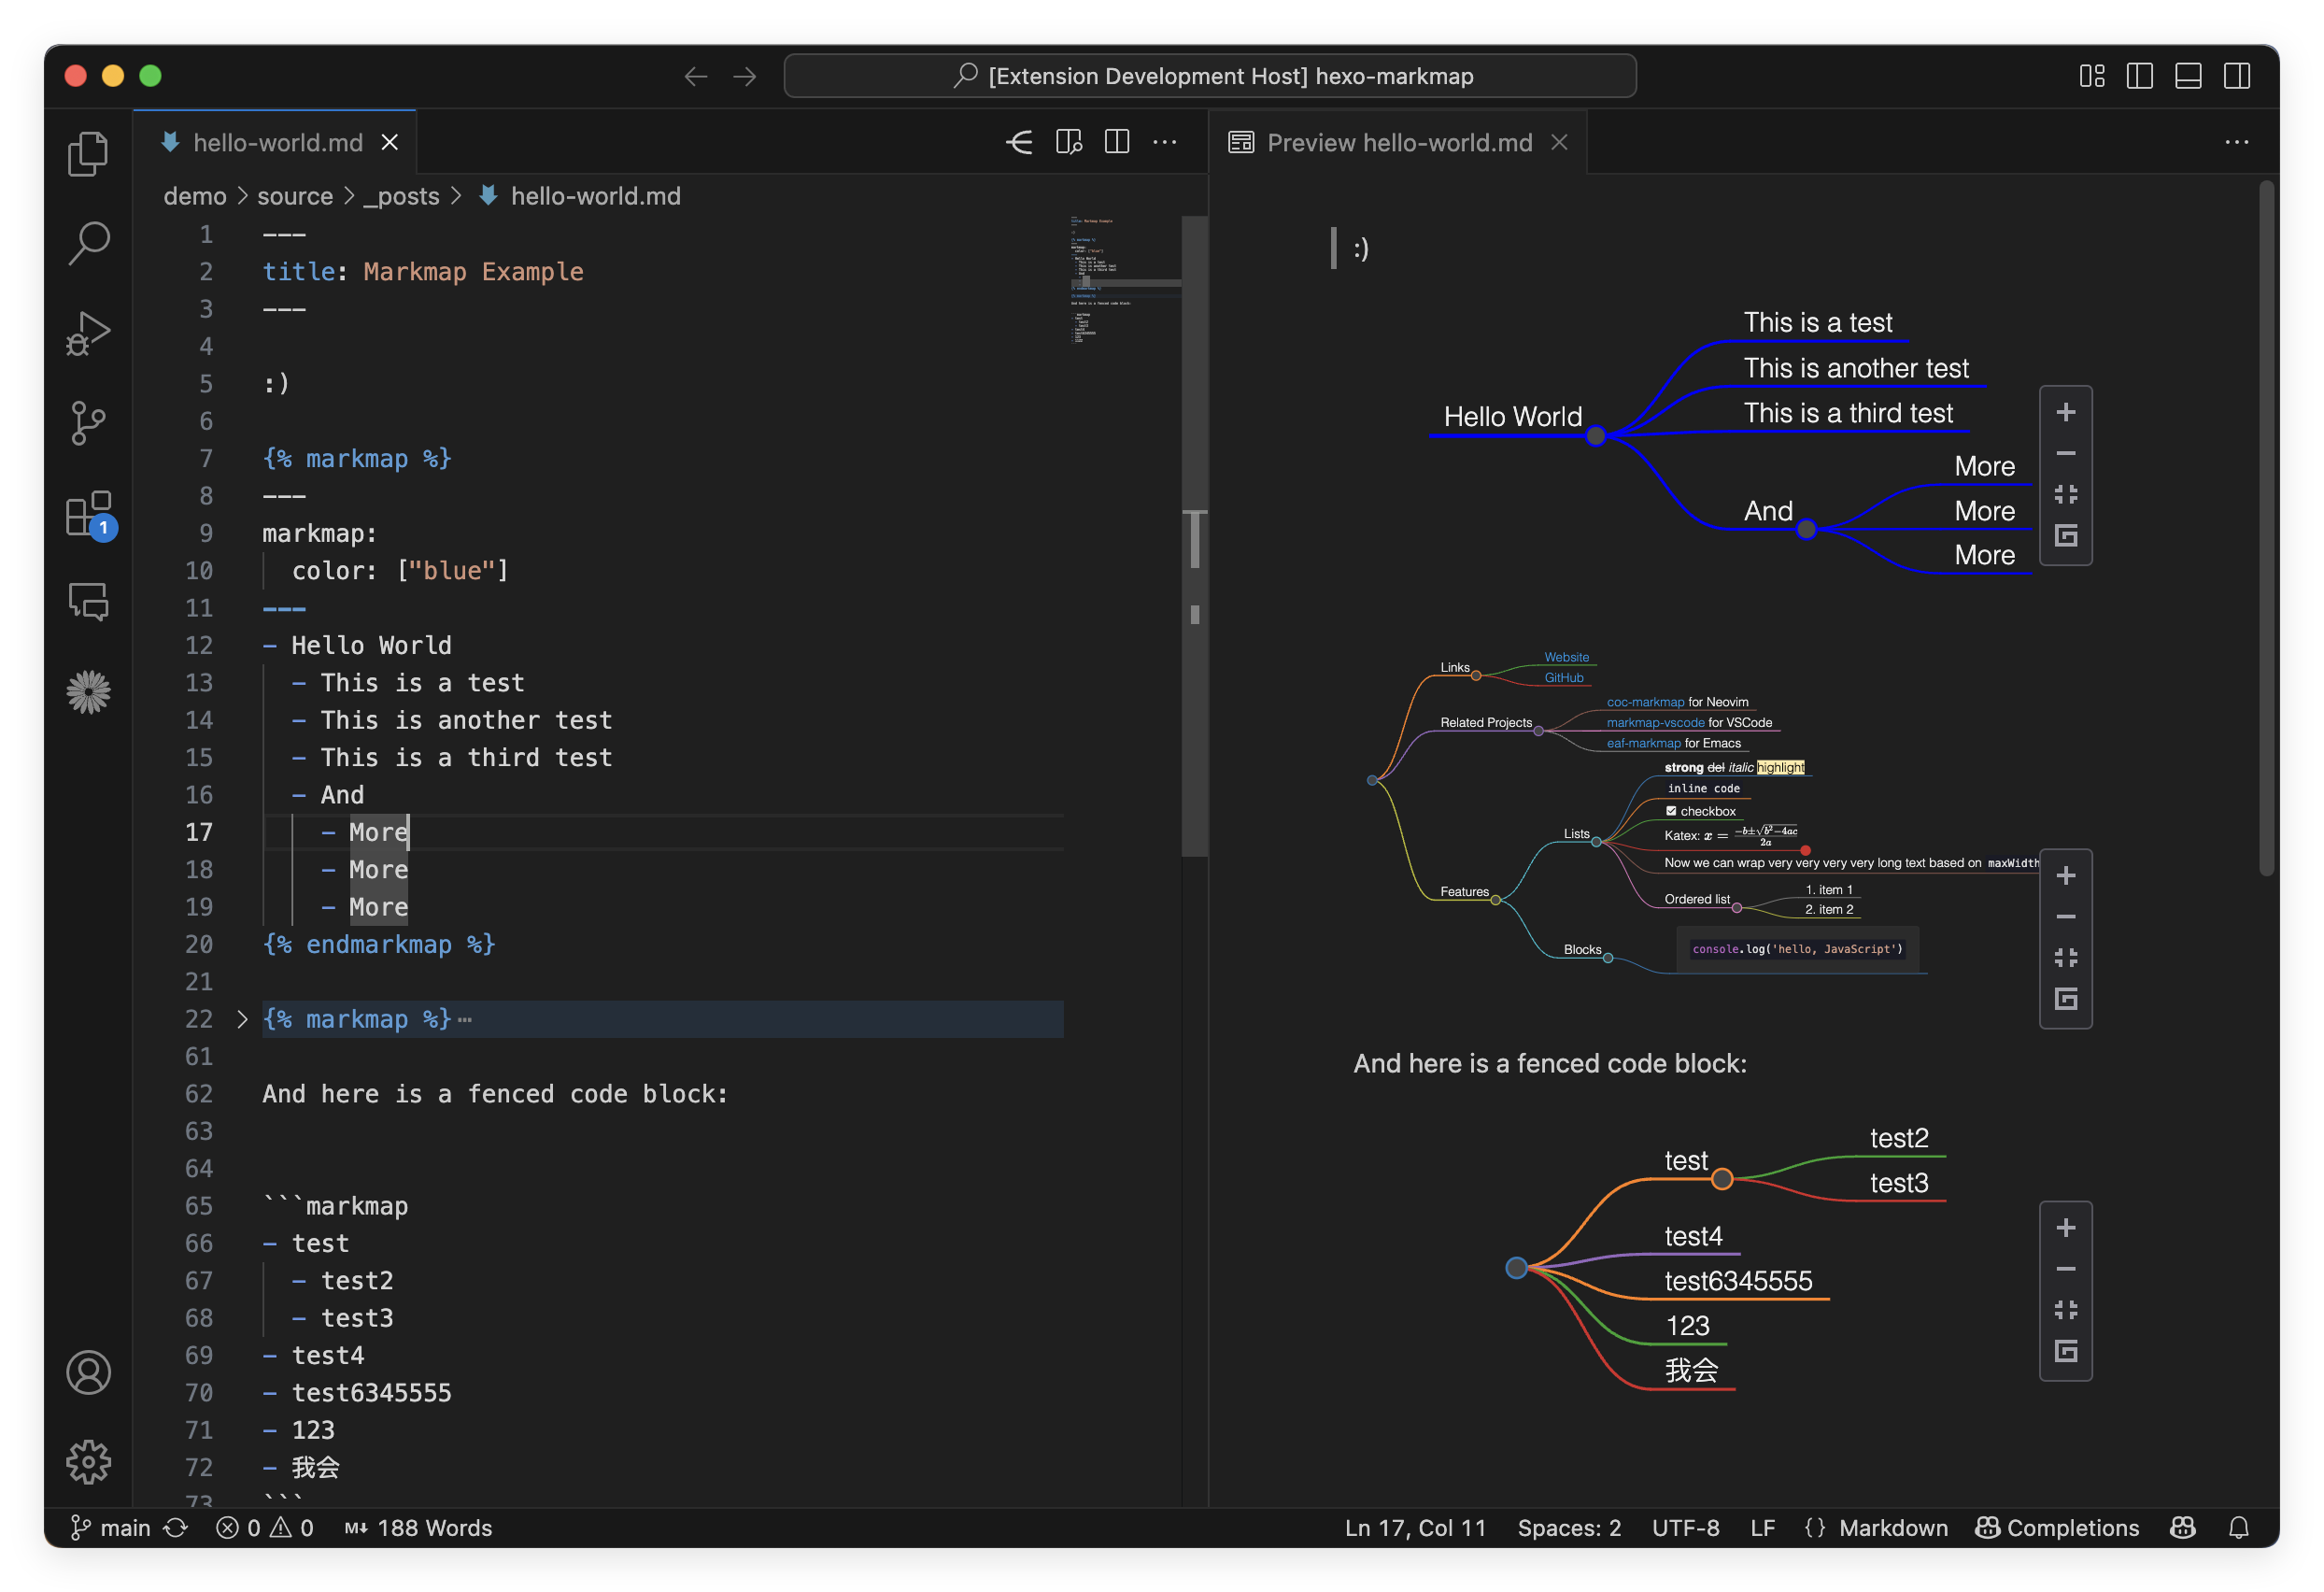 [Extension Development Host] hexo-markmap
hello-world.md
demo > source > _posts > hello-world.md
1 ---
2 title: Markmap Example
3 ---
4
5 :)
6
7 {% markmap %}
8 ---
9 markmap:
10   color: ["blue"]
11 ---
12 - Hello World
13   - This is a test
14   - This is another test
15   - This is a third test
16   - And
17     - More
18     - More
19     - More
20 {% endmarkmap %}
21
22 {% markmap %}⋯
61
62 And here is a fenced code block:
63
64
65 ```markmap
66 - test
67   - test2
68   - test3
69 - test4
70 - test6345555
71 - 123
72 - 我会
73 ```
1
Preview hello-world.md
:)
Hello World
This is a test
This is another test
This is a third test
And
More
More
More
Links
Website
GitHub
Related Projects
coc-markmap for Neovim
markmap-vscode for VSCode
eaf-markmap for Emacs
Features
Lists
strong del italic highlight
inline code
checkbox
Katex: x = −b±√b²−4ac / 2a
Now we can wrap very very very very long text based on maxWidth
Ordered list
1. item 1
2. item 2
Blocks
console.log('hello, JavaScript')
And here is a fenced code block:
test
test2
test3
test4
test6345555
123
我会
main 0 0 M↓ 188 Words
Ln 17, Col 11 Spaces: 2 UTF-8 LF {} Markdown Completions